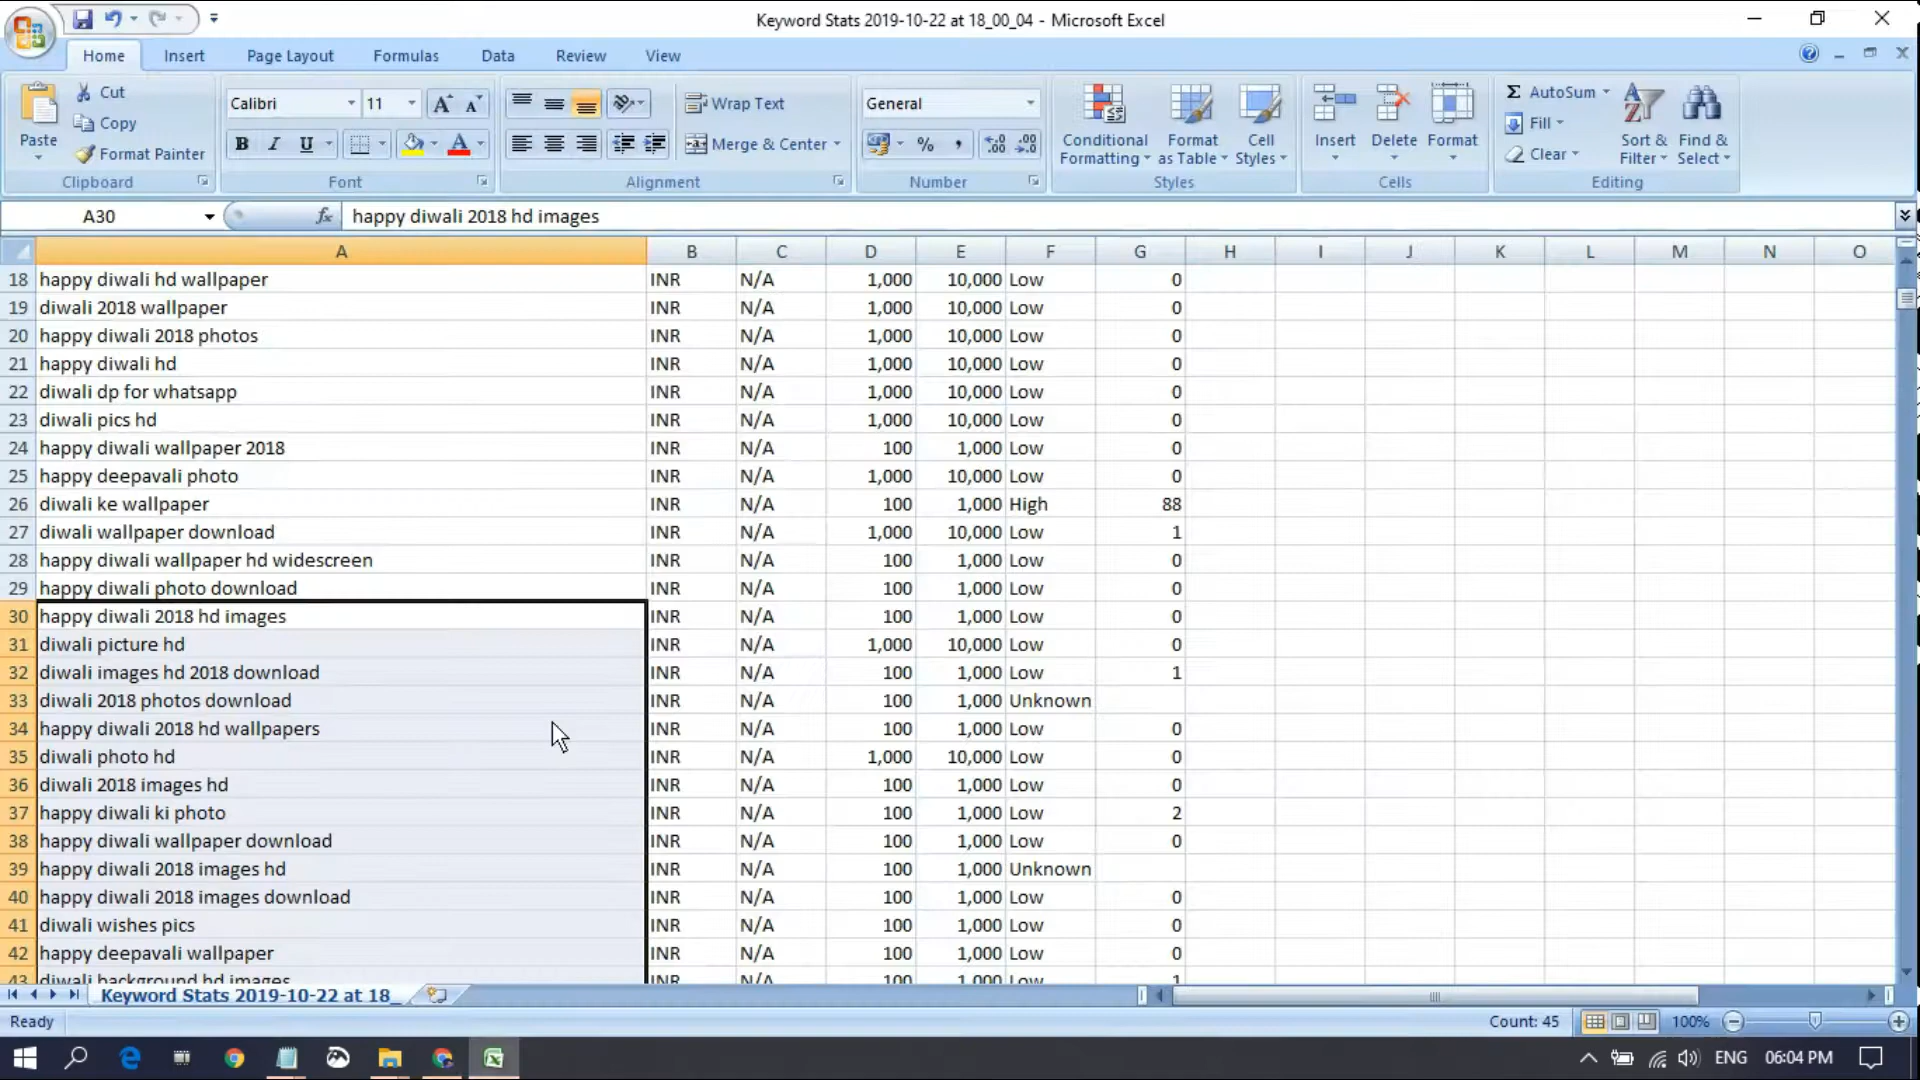 Keyword Stats 2019-10-22 at 18_00_04 - Microsoft Excel
Home Insert Page Layout Formulas Data Review View
Paste
Cut
Copy
Format Painter
Clipboard
Calibri 11
B I U
Font
Wrap Text
Merge & Center
Alignment
General
% ,
Number
Conditional Formatting
Format as Table
Cell Styles
Styles
Insert Delete Format
Cells
Σ AutoSum
Fill
Clear
Sort & Filter
Find & Select
Editing
A30 fx happy diwali 2018 hd images
A B C D E F G H I J K L M N O
18 happy diwali hd wallpaper INR N/A 1,000 10,000 Low 0
19 diwali 2018 wallpaper INR N/A 1,000 10,000 Low 0
20 happy diwali 2018 photos INR N/A 1,000 10,000 Low 0
21 happy diwali hd INR N/A 1,000 10,000 Low 0
22 diwali dp for whatsapp INR N/A 1,000 10,000 Low 0
23 diwali pics hd INR N/A 1,000 10,000 Low 0
24 happy diwali wallpaper 2018 INR N/A 100 1,000 Low 0
25 happy deepavali photo INR N/A 1,000 10,000 Low 0
26 diwali ke wallpaper INR N/A 100 1,000 High 88
27 diwali wallpaper download INR N/A 1,000 10,000 Low 1
28 happy diwali wallpaper hd widescreen INR N/A 100 1,000 Low 0
29 happy diwali photo download INR N/A 100 1,000 Low 0
30 happy diwali 2018 hd images INR N/A 100 1,000 Low 0
31 diwali picture hd INR N/A 1,000 10,000 Low 0
32 diwali images hd 2018 download INR N/A 100 1,000 Low 1
33 diwali 2018 photos download INR N/A 100 1,000 Unknown
34 happy diwali 2018 hd wallpapers INR N/A 100 1,000 Low 0
35 diwali photo hd INR N/A 1,000 10,000 Low 0
36 diwali 2018 images hd INR N/A 100 1,000 Low 0
37 happy diwali ki photo INR N/A 100 1,000 Low 2
38 happy diwali wallpaper download INR N/A 100 1,000 Low 0
39 happy diwali 2018 images hd INR N/A 100 1,000 Unknown
40 happy diwali 2018 images download INR N/A 100 1,000 Low 0
41 diwali wishes pics INR N/A 100 1,000 Low 0
42 happy deepavali wallpaper INR N/A 100 1,000 Low 0
43 diwali background hd images INR N/A 100 1,000 Low 1
Keyword Stats 2019-10-22 at 18_
Ready Count: 45 100%
ENG 06:04 PM